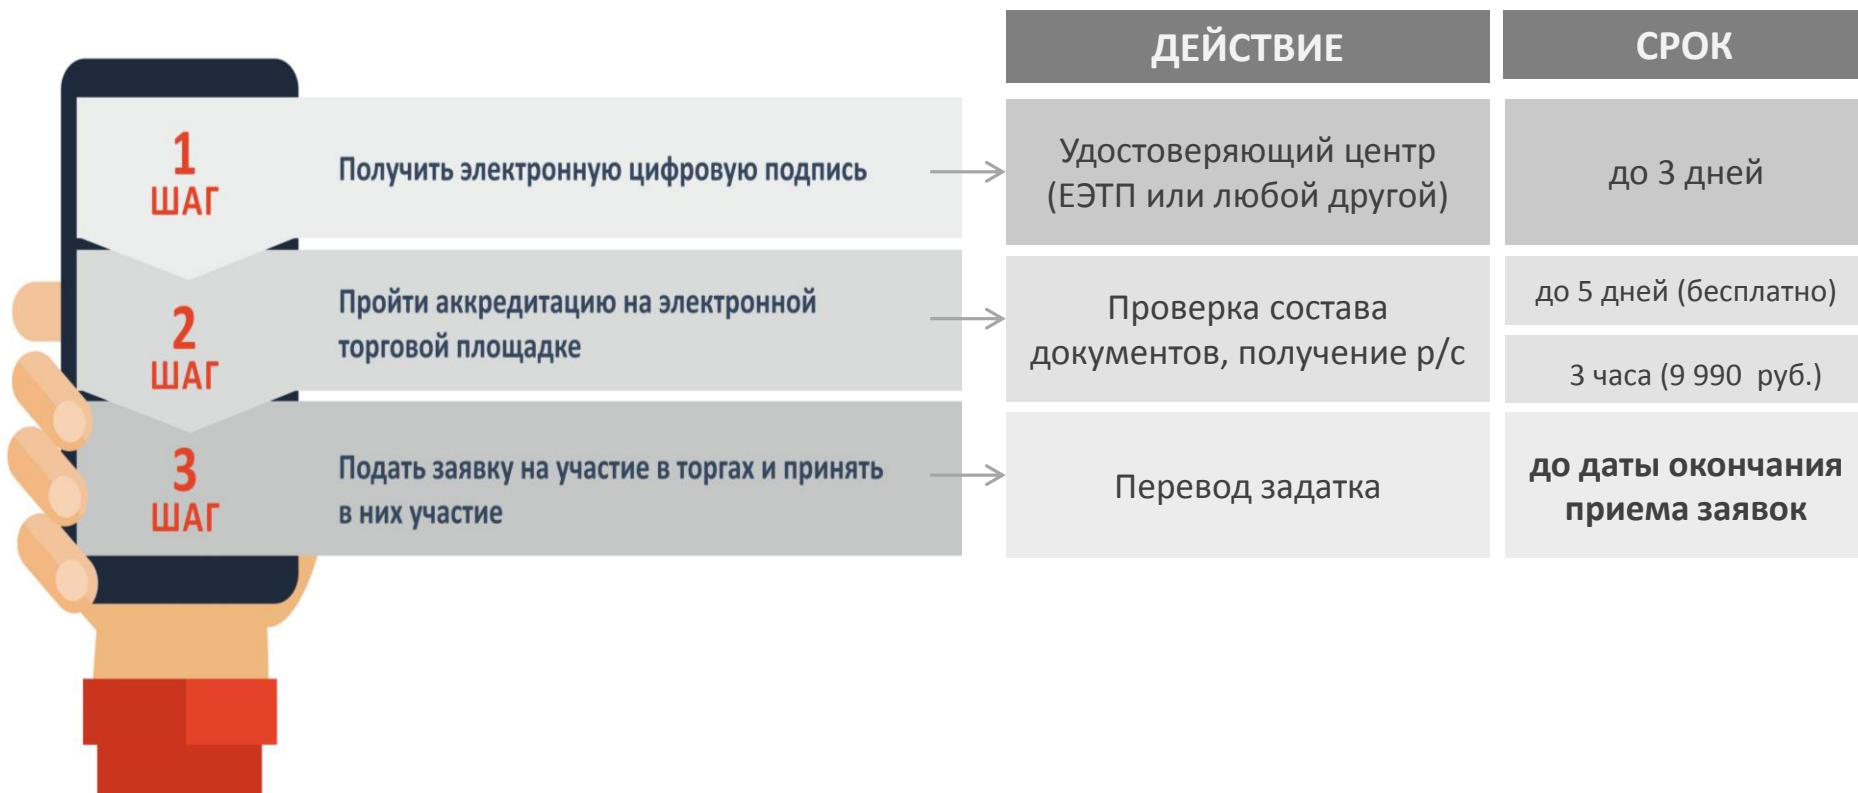 ДЕЙСТВИЕ
СРОК
1
ШАГ
Получить электронную цифровую подпись
Удостоверяющий центр
(ЕЭТП или любой другой)
до 3 дней
2
ШАГ
Пройти аккредитацию на электронной
торговой площадке
Проверка состава
документов, получение р/с
до 5 дней (бесплатно)
3 часа (9 990 руб.)
3
ШАГ
Подать заявку на участие в торгах и принять
в них участие
Перевод задатка
до даты окончания
приема заявок